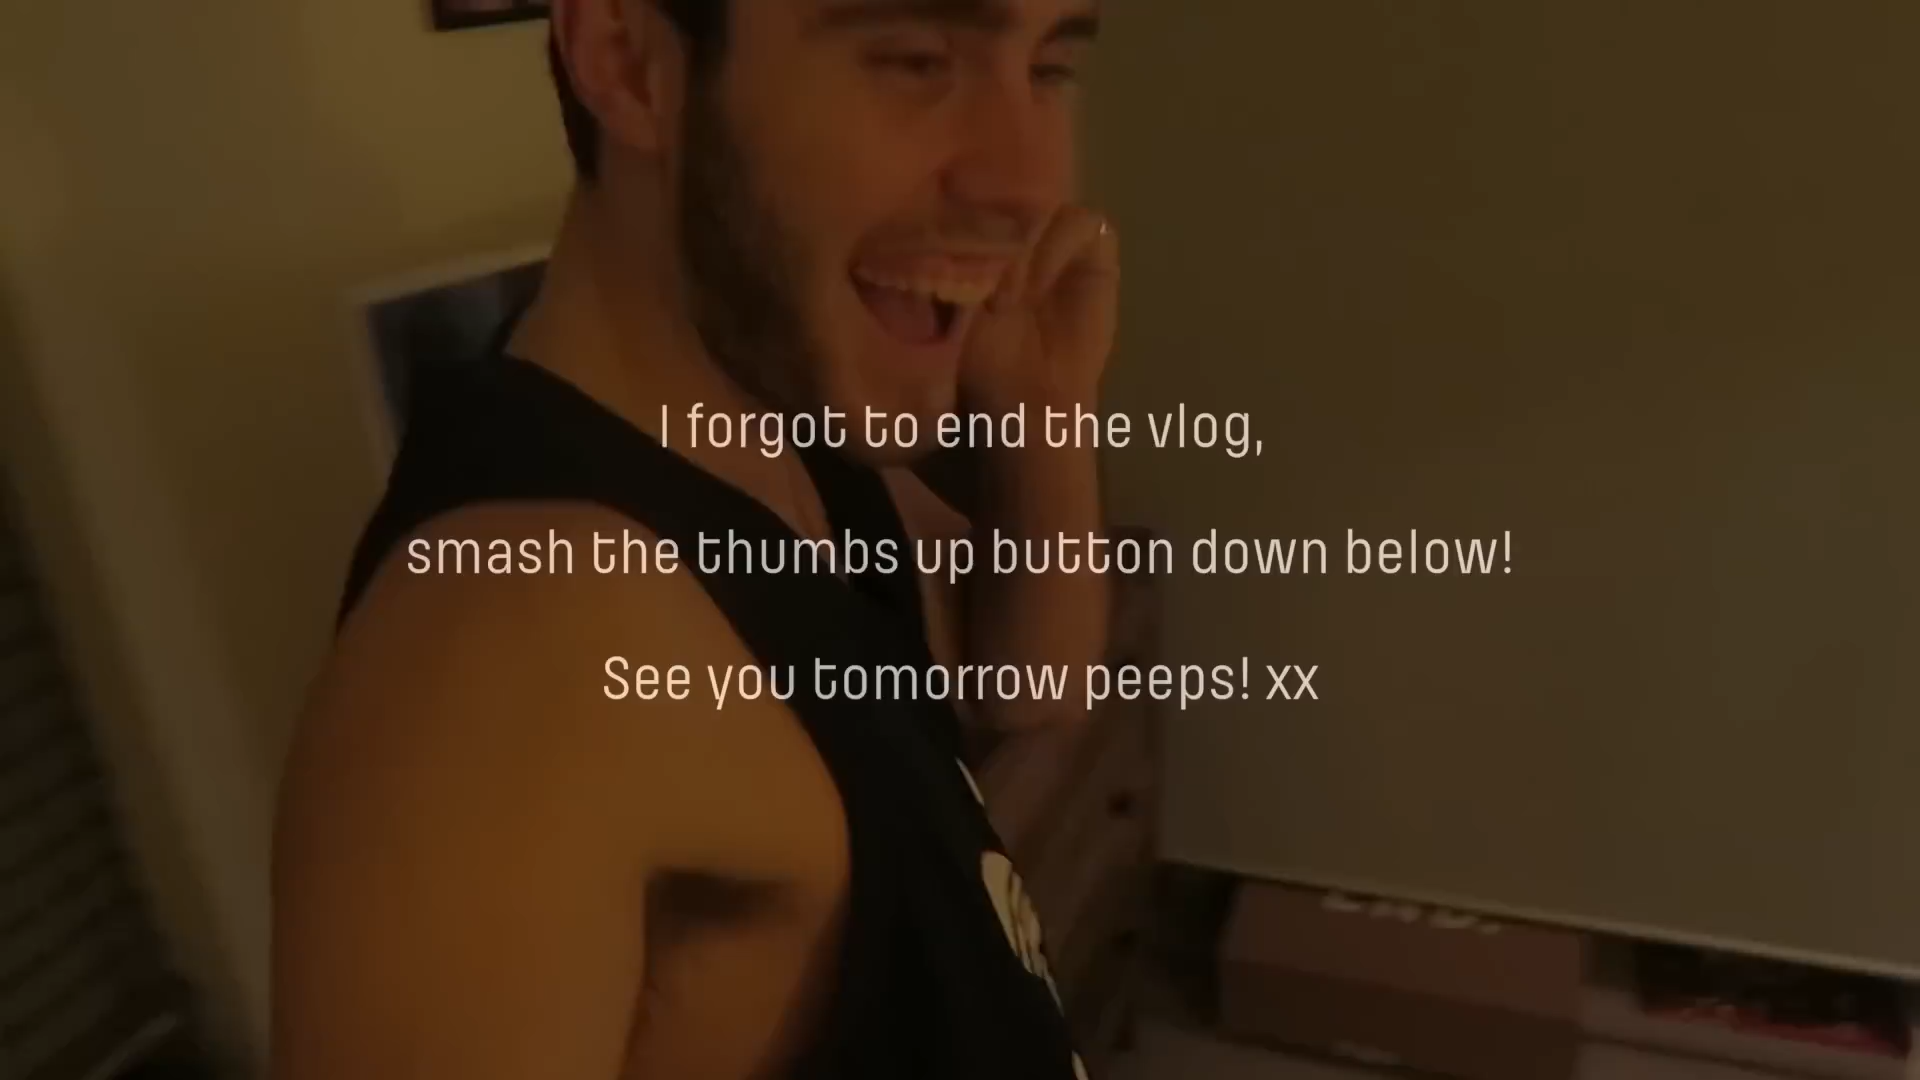 I forgot to end the vlog,
smash the thumbs up button down below!
See you tomorrow peeps! xx